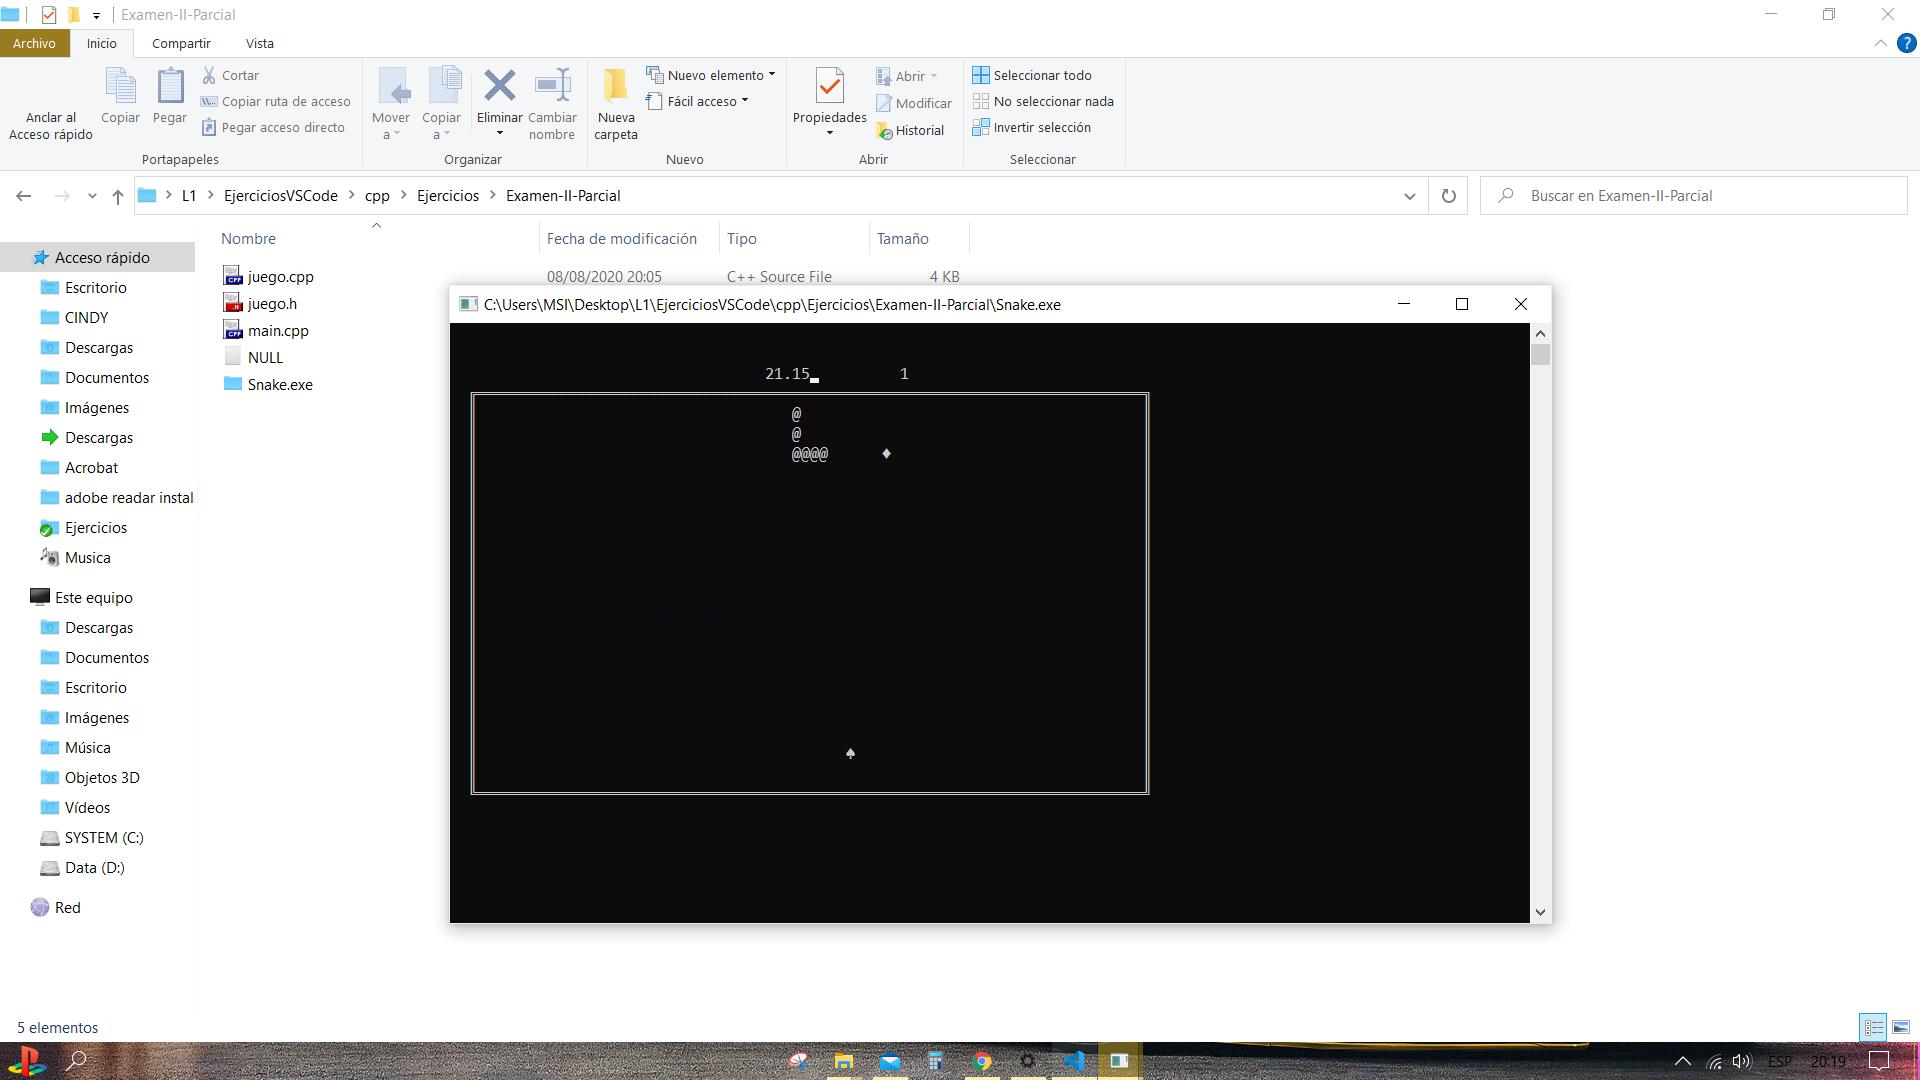 Examen-II-Parcial
Archivo Inicio Compartir Vista
Anclar al Acceso rápido
Copiar
Pegar
Cortar
Copiar ruta de acceso
Pegar acceso directo
Portapapeles
Mover a
Copiar a
Eliminar
Cambiar nombre
Organizar
Nueva carpeta
Nuevo elemento
Fácil acceso
Nuevo
Propiedades
Abrir
Modificar
Historial
Abrir
Seleccionar todo
No seleccionar nada
Invertir selección
Seleccionar
L1 > EjerciciosVSCode > cpp > Ejercicios > Examen-II-Parcial
Buscar en Examen-II-Parcial
Nombre Fecha de modificación Tipo Tamaño
juego.cpp 08/08/2020 20:05 C++ Source File 4 KB
juego.h
main.cpp
NULL
Snake.exe
Acceso rápido
Escritorio
CINDY
Descargas
Documentos
Imágenes
Descargas
Acrobat
adobe readar instal
Ejercicios
Musica
Este equipo
Descargas
Documentos
Escritorio
Imágenes
Música
Objetos 3D
Vídeos
SYSTEM (C:)
Data (D:)
Red
C:\Users\MSI\Desktop\L1\EjerciciosVSCode\cpp\Ejercicios\Examen-II-Parcial\Snake.exe
21.15 1
@
@
@@@@ ♦
♠
5 elementos
ESP 20:19